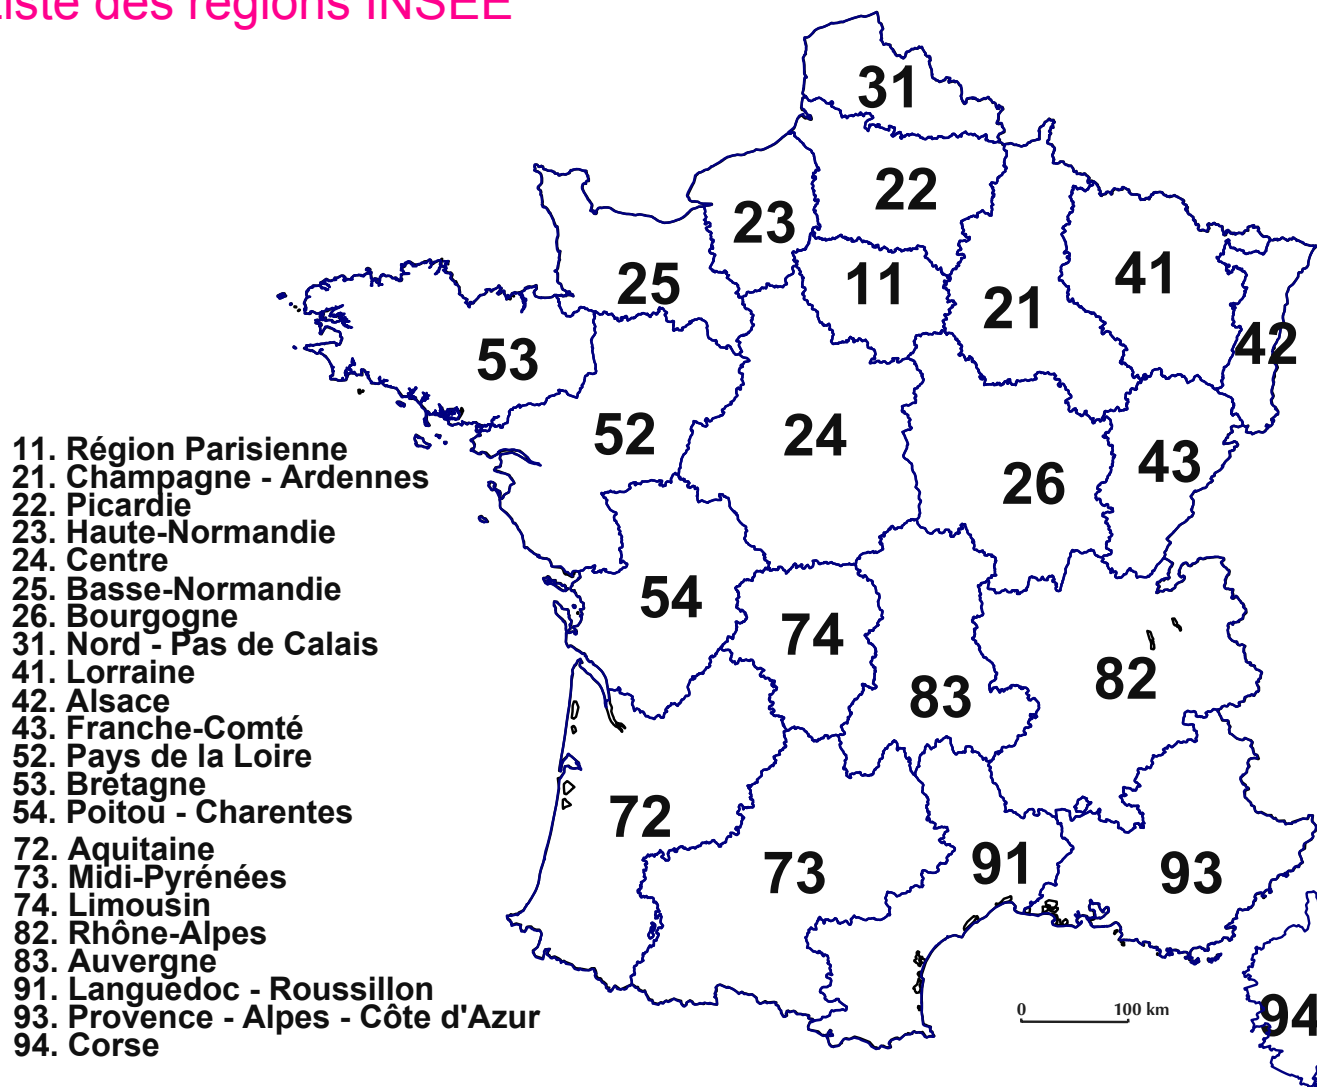 Liste des régions INSEE
31
22
23
25
11
41
21
42
53
52
24
43
26
54
74
82
83
72
73
91
93
94
11. Région Parisienne
21. Champagne - Ardennes
22. Picardie
23. Haute-Normandie
24. Centre
25. Basse-Normandie
26. Bourgogne
31. Nord - Pas de Calais
41. Lorraine
42. Alsace
43. Franche-Comté
52. Pays de la Loire
53. Bretagne
54. Poitou - Charentes
72. Aquitaine
73. Midi-Pyrénées
74. Limousin
82. Rhône-Alpes
83. Auvergne
91. Languedoc - Roussillon
93. Provence - Alpes - Côte d'Azur
94. Corse
0 100 km